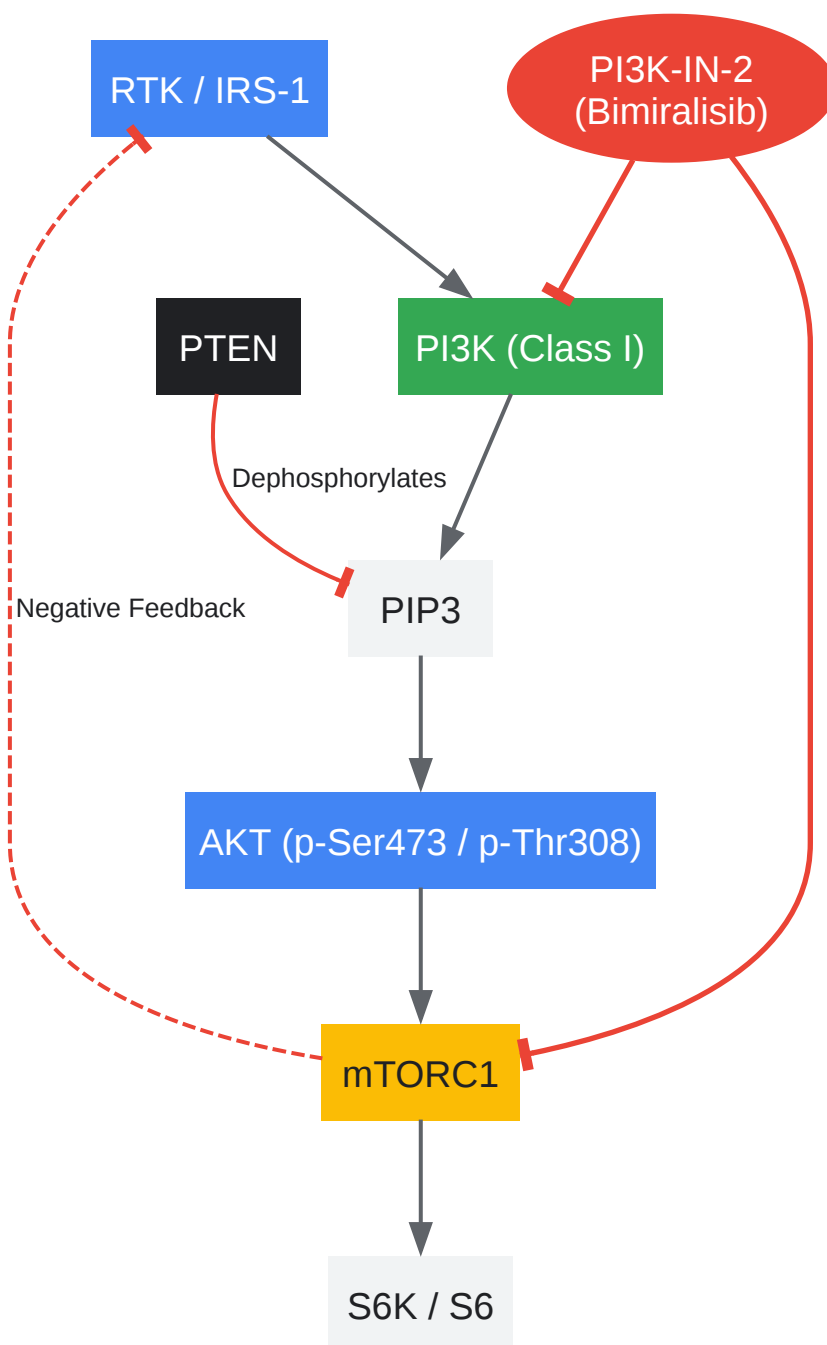 RTK / IRS-1
PI3K-IN-2
(Bimiralisib)
PTEN
PI3K (Class I)
Dephosphorylates
Negative Feedback
PIP3
AKT (p-Ser473 / p-Thr308)
mTORC1
S6K / S6